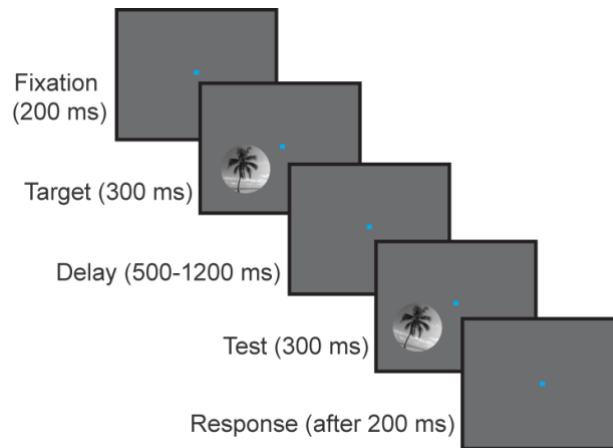 Fixation
(200 ms)
Target (300 ms)
Delay (500-1200 ms)
Test (300 ms)
Response (after 200 ms)